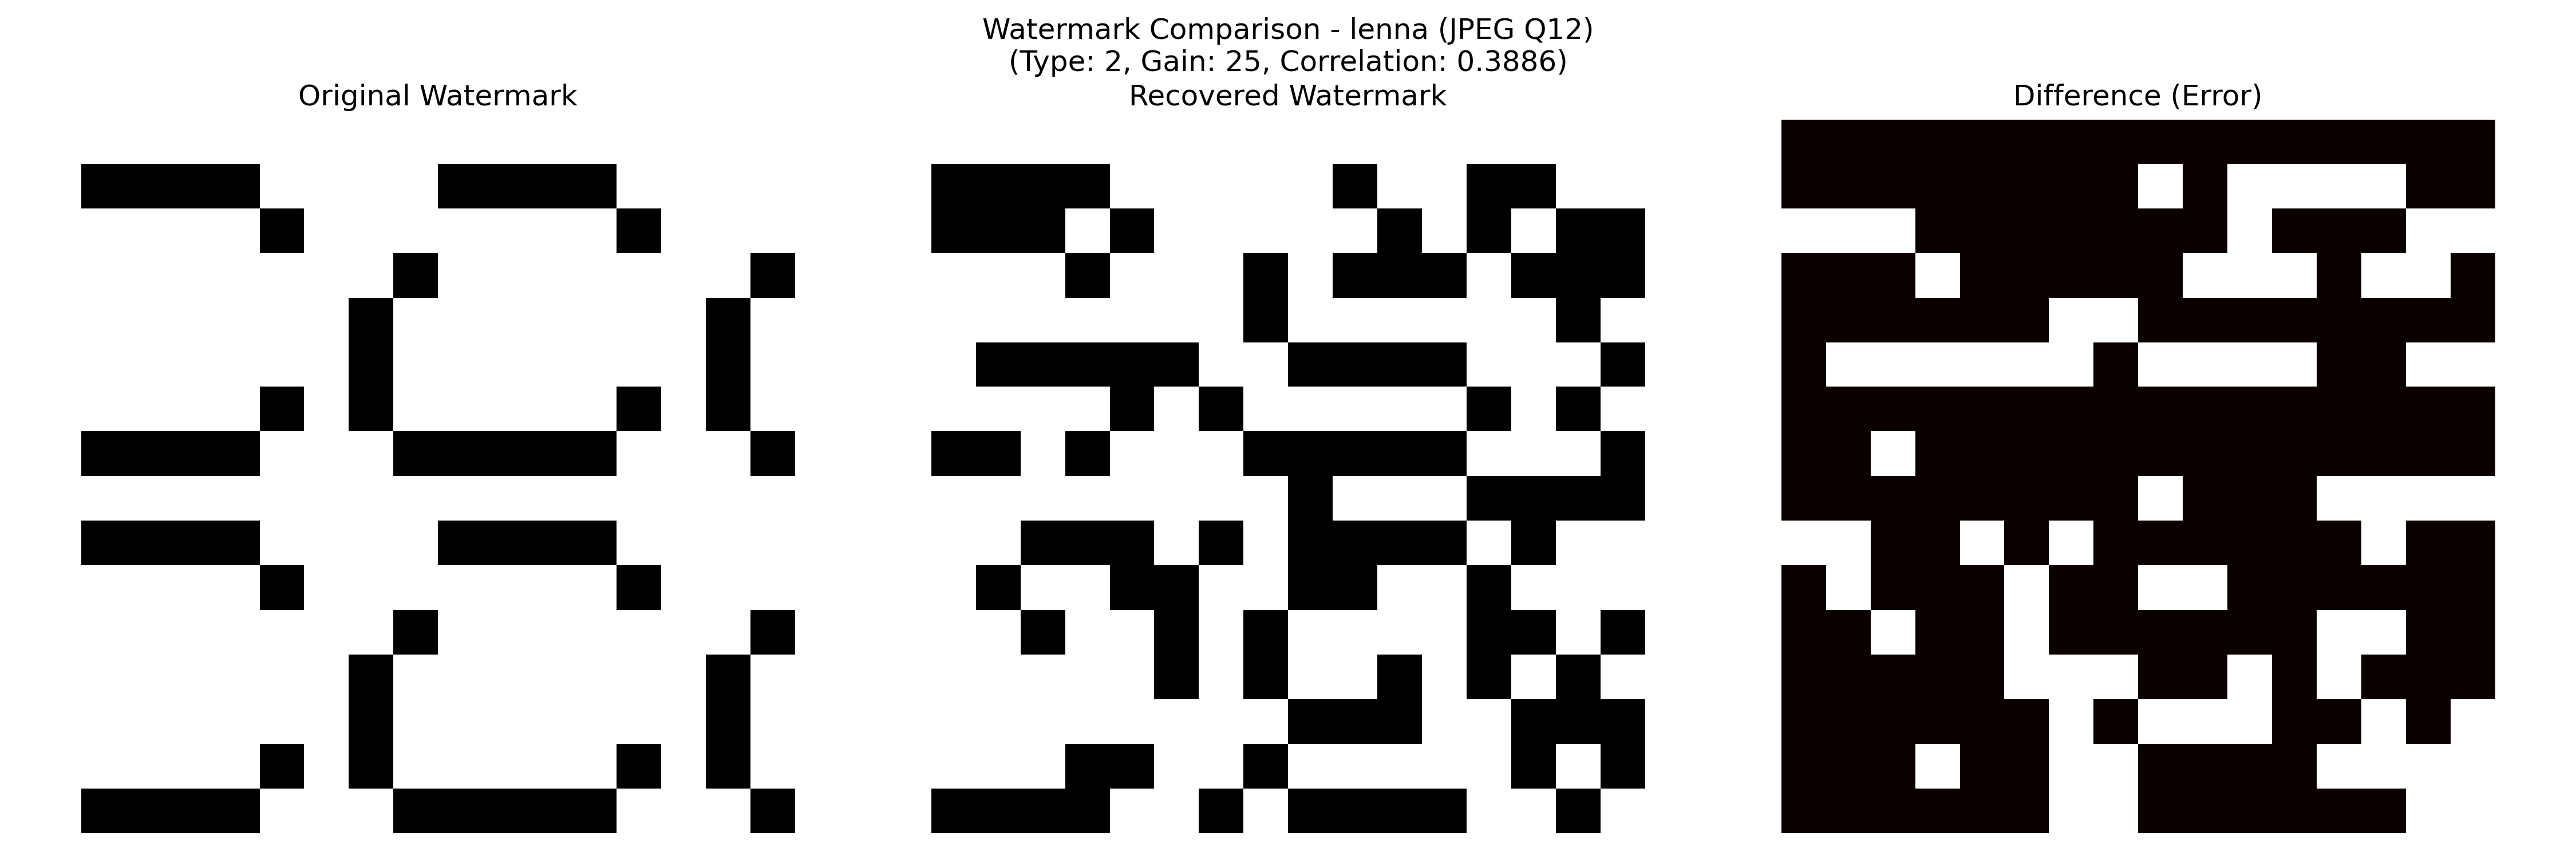 Watermark Comparison - lenna (JPEG Q12)
(Type: 2, Gain: 25, Correlation: 0.3886)
Original Watermark
Recovered Watermark
Difference (Error)